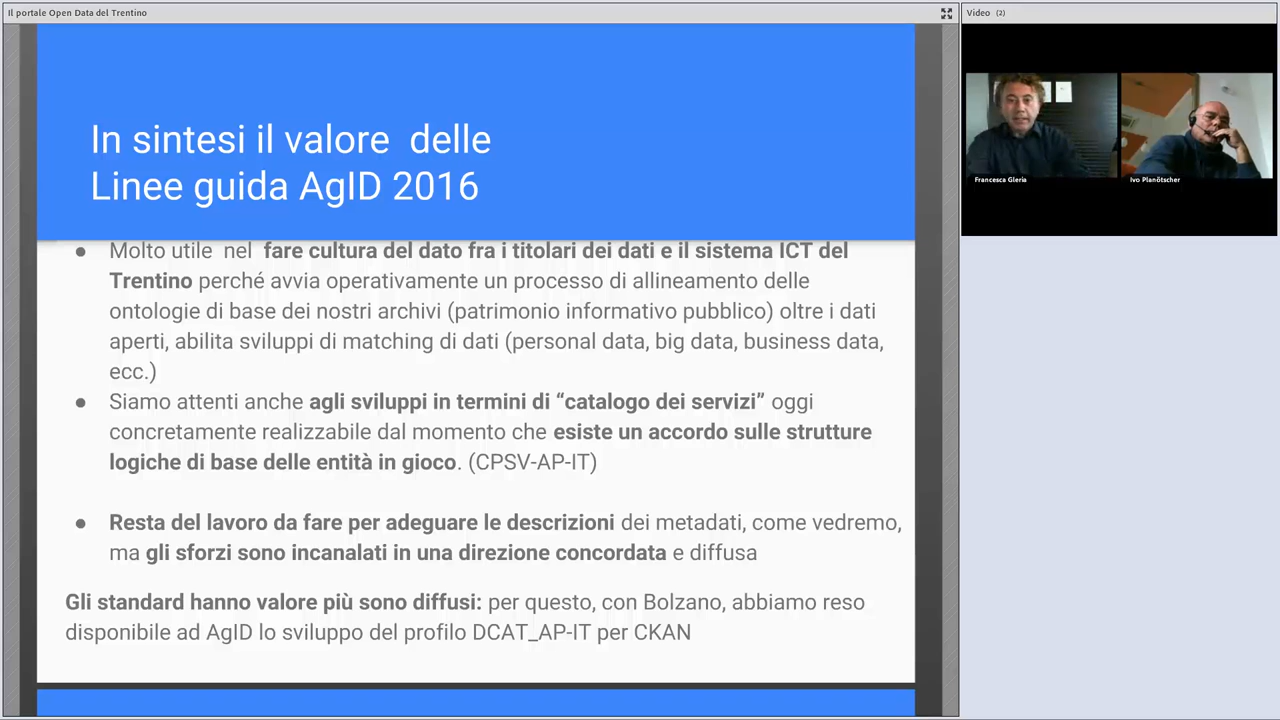 Il portale Open Data del Trentino
Video (2)
In sintesi il valore delle
Linee guida AgID 2016
Francesca Gleria
Ivo Planötscher
● Molto utile nel fare cultura del dato fra i titolari dei dati e il sistema ICT del
Trentino perché avvia operativamente un processo di allineamento delle
ontologie di base dei nostri archivi (patrimonio informativo pubblico) oltre i dati
aperti, abilita sviluppi di matching di dati (personal data, big data, business data,
ecc.)
● Siamo attenti anche agli sviluppi in termini di “catalogo dei servizi” oggi
concretamente realizzabile dal momento che esiste un accordo sulle strutture
logiche di base delle entità in gioco. (CPSV-AP-IT)
● Resta del lavoro da fare per adeguare le descrizioni dei metadati, come vedremo,
ma gli sforzi sono incanalati in una direzione concordata e diffusa
Gli standard hanno valore più sono diffusi: per questo, con Bolzano, abbiamo reso
disponibile ad AgID lo sviluppo del profilo DCAT_AP-IT per CKAN